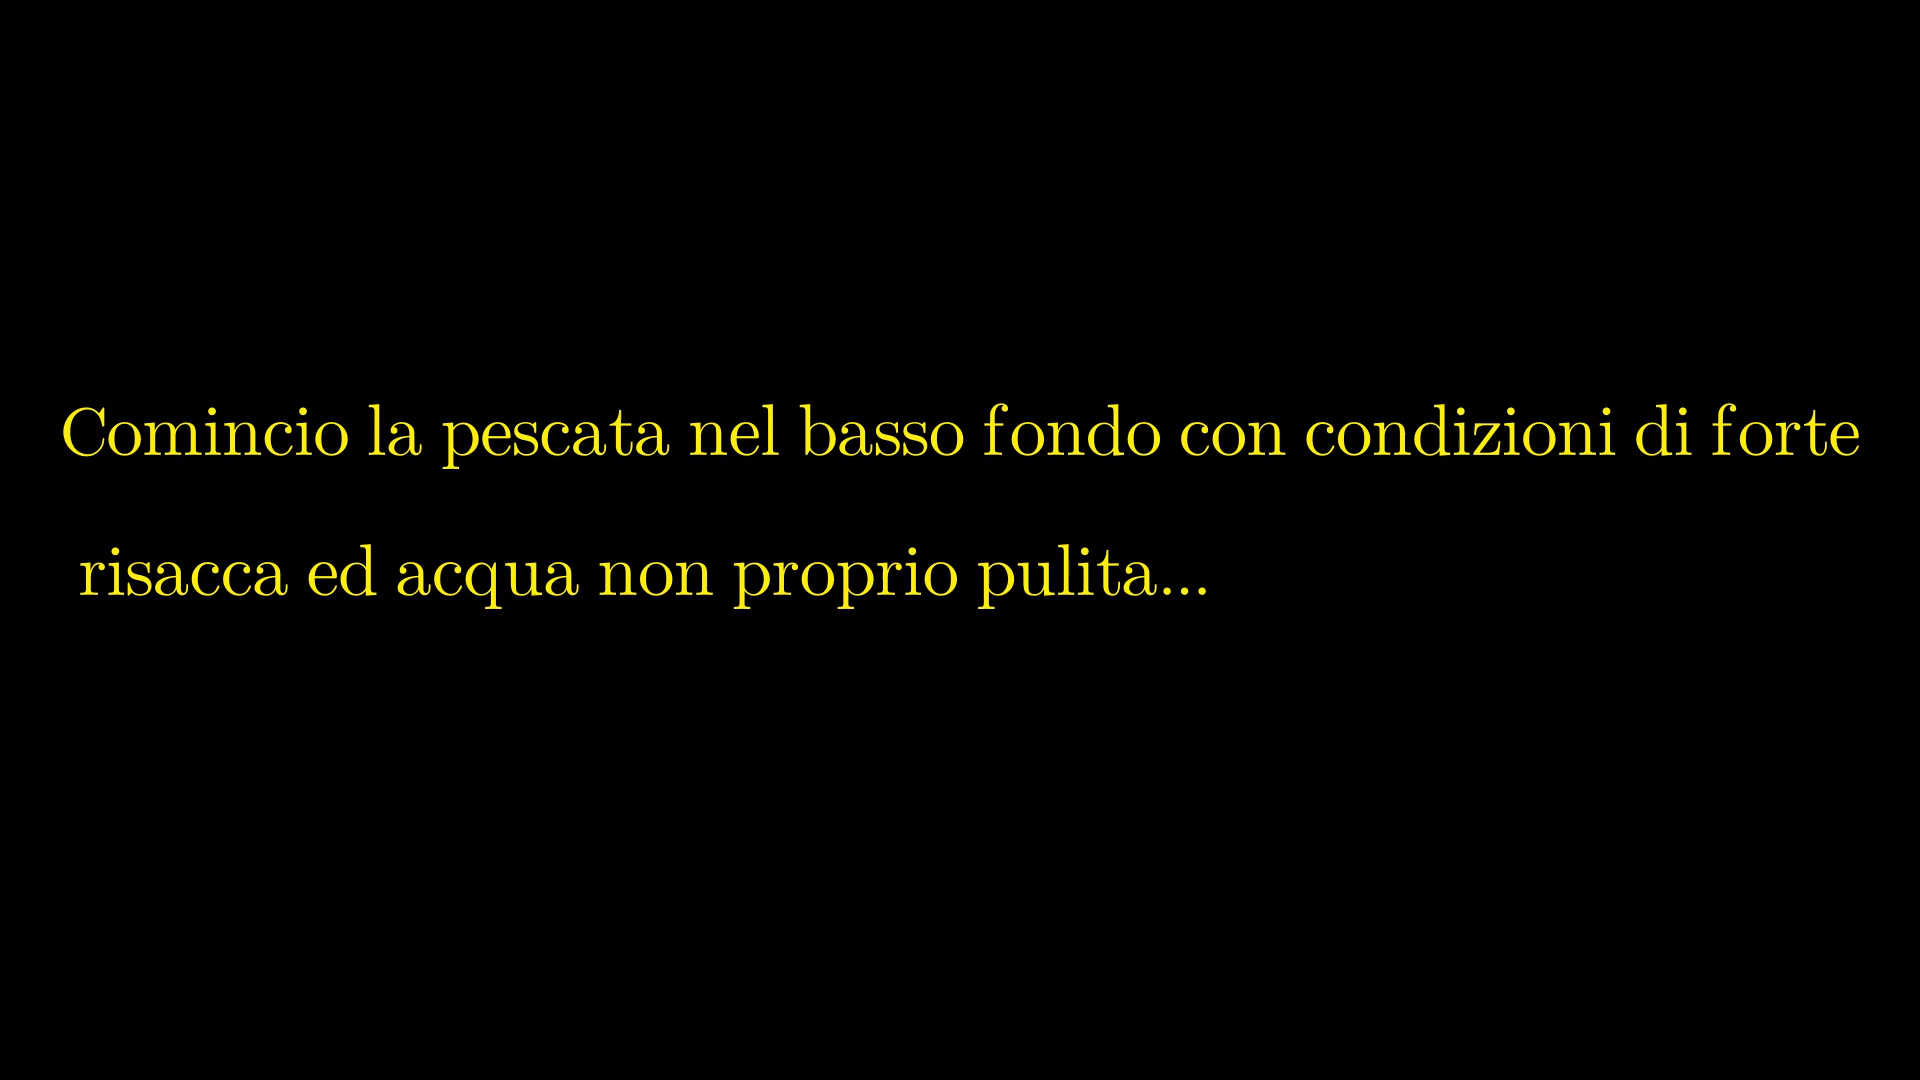 Comincio la pescata nel basso fondo con condizioni di forte
risacca ed acqua non proprio pulita...